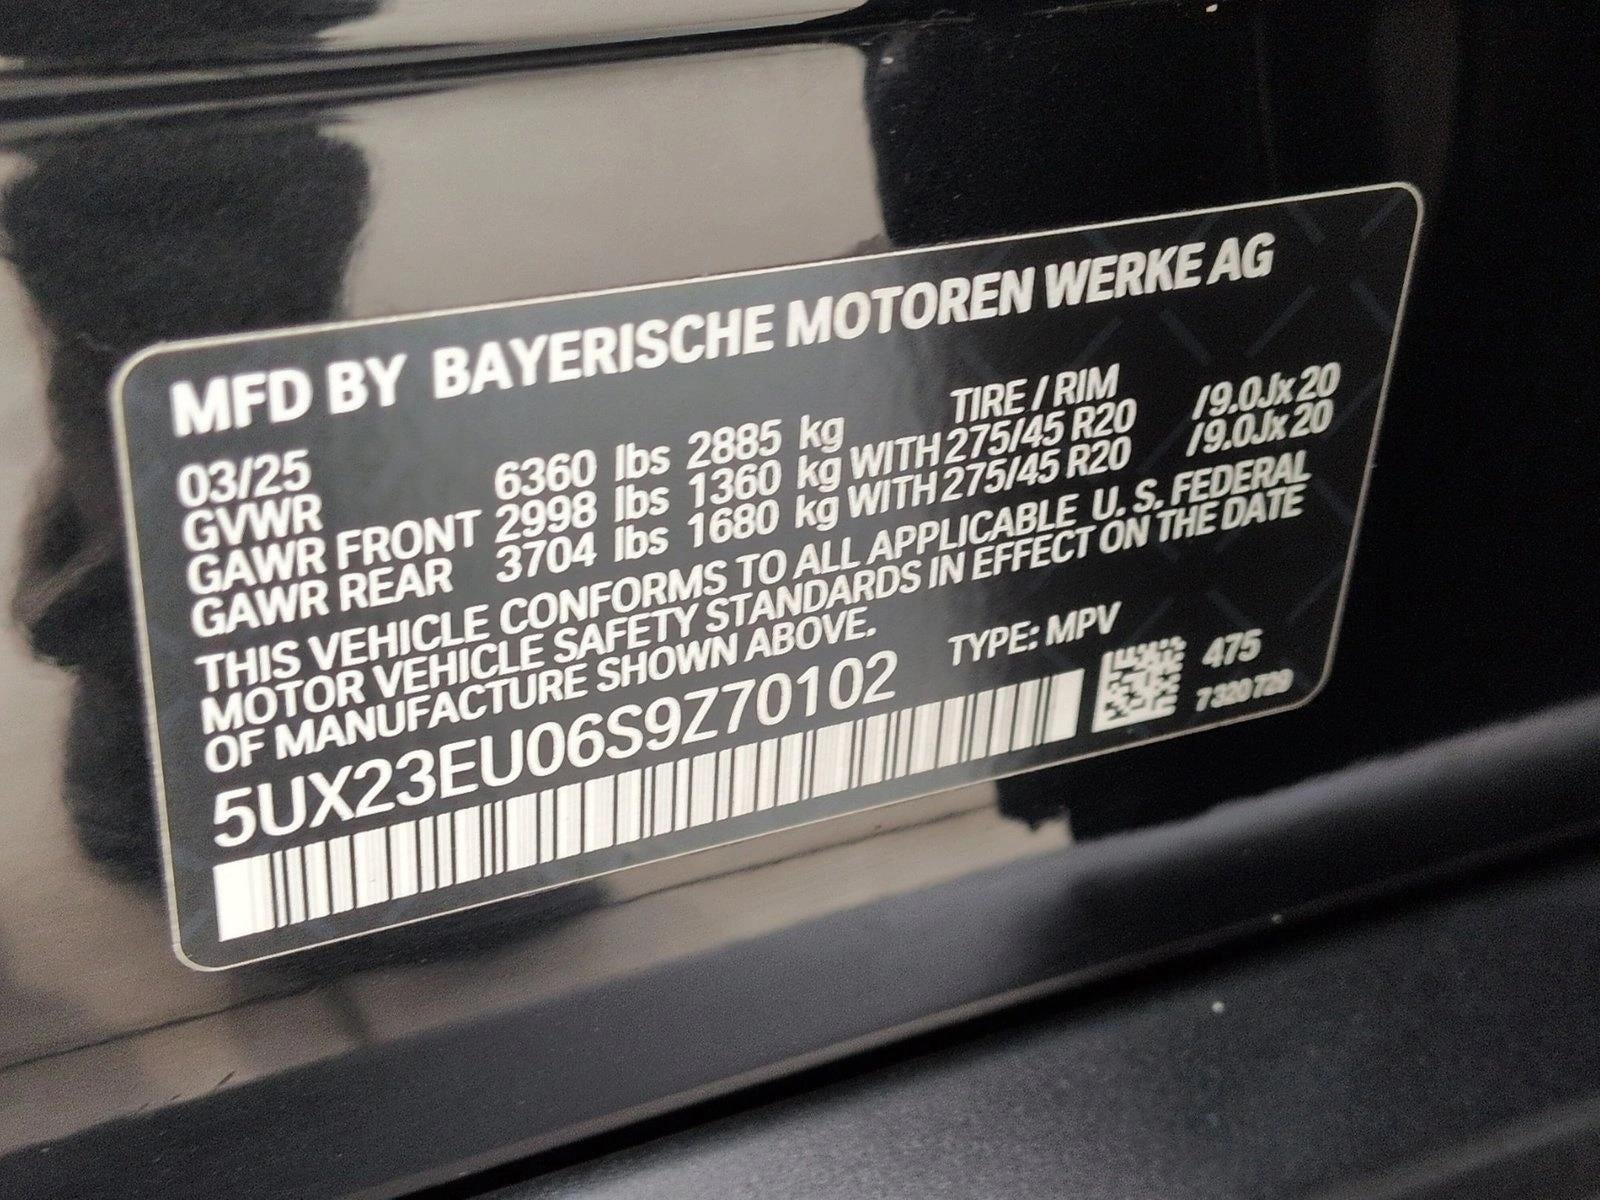 MFD BY BAYERISCHE MOTOREN WERKE AG
03/25 TIRE / RIM
GVWR 6360 lbs 2885 kg
GAWR FRONT 2998 lbs 1360 kg WITH 275/45 R20 /9.0Jx20
GAWR REAR 3704 lbs 1680 kg WITH 275/45 R20 /9.0Jx20
THIS VEHICLE CONFORMS TO ALL APPLICABLE U. S. FEDERAL
MOTOR VEHICLE SAFETY STANDARDS IN EFFECT ON THE DATE
OF MANUFACTURE SHOWN ABOVE.
5UX23EU06S9Z70102 TYPE: MPV
475
7 320 729